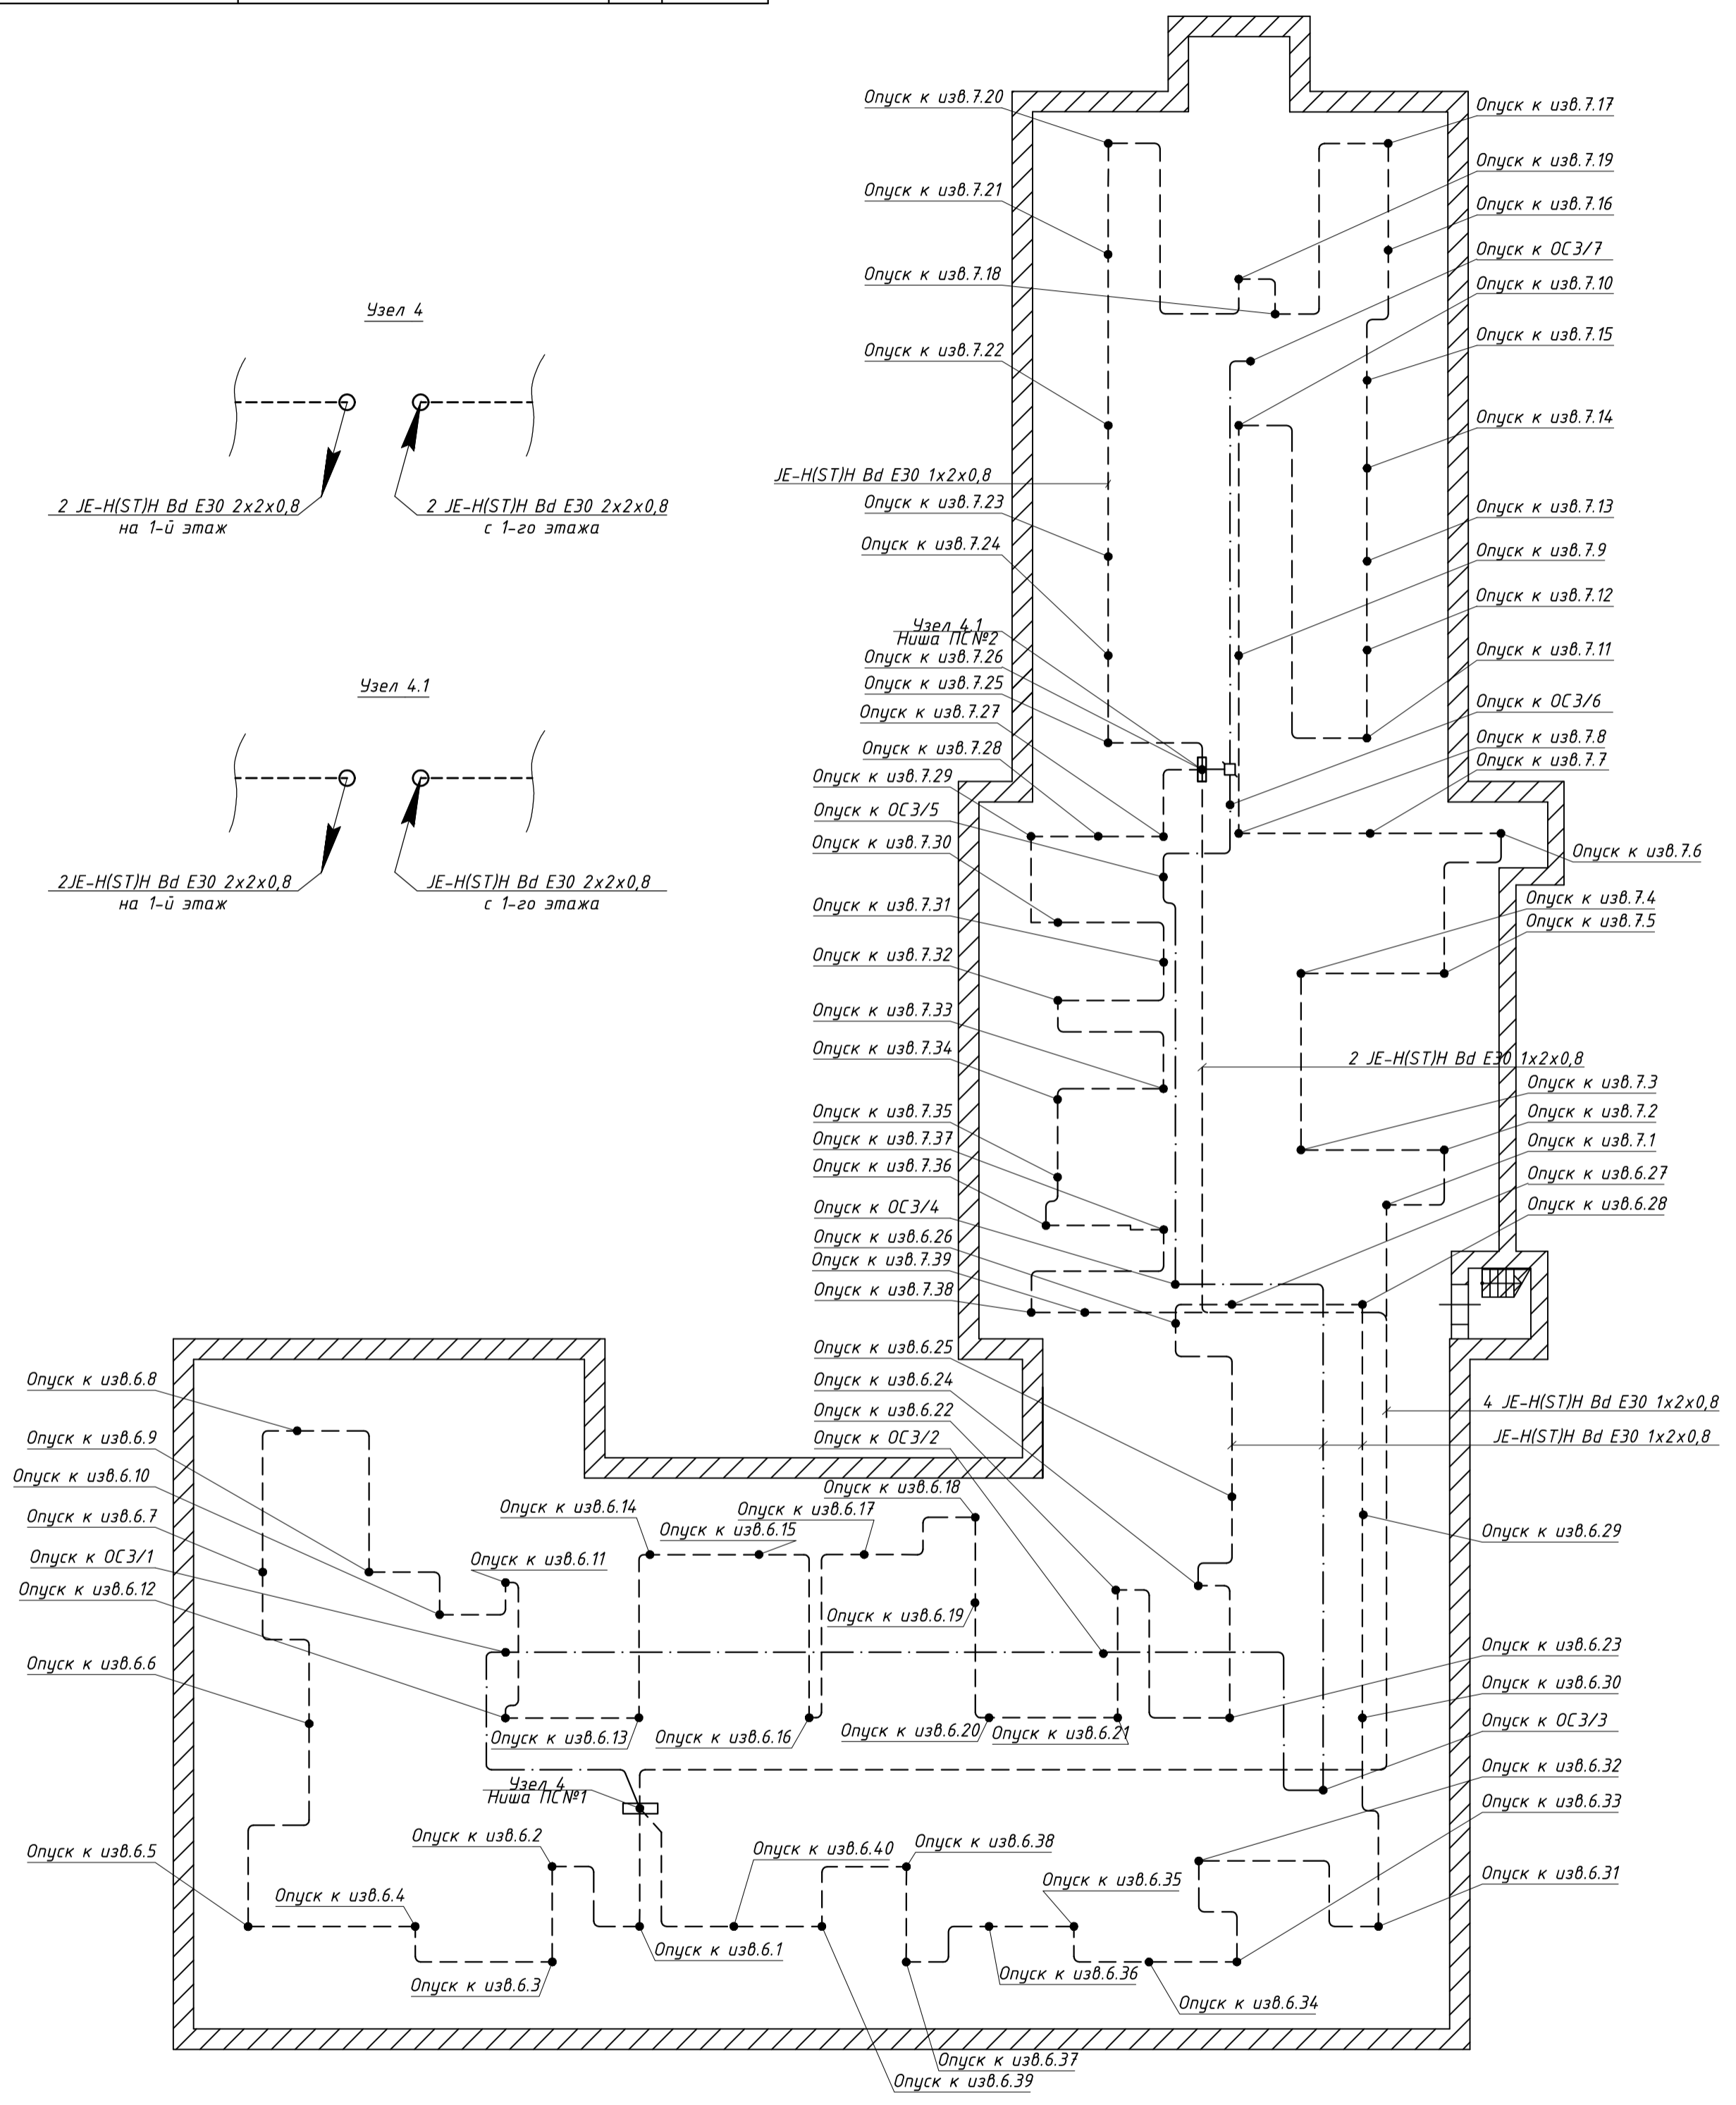 Узел 4
2 JE-H(ST)H Bd E30 2x2x0,8
на 1-й этаж
2 JE-H(ST)H Bd E30 2x2x0,8
с 1-го этажа
Узел 4.1
2JE-H(ST)H Bd E30 2x2x0,8
на 1-й этаж
JE-H(ST)H Bd E30 2x2x0,8
с 1-го этажа
Опуск к изв.7.20
Опуск к изв.7.21
Опуск к изв.7.18
Опуск к изв.7.22
JE-H(ST)H Bd E30 1x2x0,8
Опуск к изв.7.23
Опуск к изв.7.24
Узел 4.1
Ниша ПС№2
Опуск к изв.7.26
Опуск к изв.7.25
Опуск к изв.7.27
Опуск к изв.7.28
Опуск к изв.7.29
Опуск к ОС3/5
Опуск к изв.7.30
Опуск к изв.7.31
Опуск к изв.7.32
Опуск к изв.7.33
Опуск к изв.7.34
Опуск к изв.7.35
Опуск к изв.7.37
Опуск к изв.7.36
Опуск к ОС3/4
Опуск к изв.6.26
Опуск к изв.7.39
Опуск к изв.7.38
Опуск к изв.6.25
Опуск к изв.6.24
Опуск к изв.6.22
Опуск к ОС3/2
Опуск к изв.7.17
Опуск к изв.7.19
Опуск к изв.7.16
Опуск к ОС3/7
Опуск к изв.7.10
Опуск к изв.7.15
Опуск к изв.7.14
Опуск к изв.7.13
Опуск к изв.7.9
Опуск к изв.7.12
Опуск к изв.7.11
Опуск к ОС3/6
Опуск к изв.7.8
Опуск к изв.7.7
Опуск к изв.7.6
Опуск к изв.7.4
Опуск к изв.7.5
2 JE-H(ST)H Bd E30 1x2x0,8
Опуск к изв.7.3
Опуск к изв.7.2
Опуск к изв.7.1
Опуск к изв.6.27
Опуск к изв.6.28
4 JE-H(ST)H Bd E30 1x2x0,8
JE-H(ST)H Bd E30 1x2x0,8
Опуск к изв.6.29
Опуск к изв.6.23
Опуск к изв.6.30
Опуск к ОС3/3
Опуск к изв.6.32
Опуск к изв.6.33
Опуск к изв.6.31
Опуск к изв.6.8
Опуск к изв.6.9
Опуск к изв.6.10
Опуск к изв.6.7
Опуск к ОС3/1
Опуск к изв.6.12
Опуск к изв.6.6
Опуск к изв.6.5
Опуск к изв.6.18
Опуск к изв.6.14
Опуск к изв.6.17
Опуск к изв.6.15
Опуск к изв.6.11
Опуск к изв.6.19
Опуск к изв.6.13
Опуск к изв.6.16
Опуск к изв.6.20
Опуск к изв.6.21
Узел 4
Ниша ПС№1
Опуск к изв.6.2
Опуск к изв.6.40
Опуск к изв.6.38
Опуск к изв.6.4
Опуск к изв.6.35
Опуск к изв.6.1
Опуск к изв.6.3
Опуск к изв.6.36
Опуск к изв.6.34
Опуск к изв.6.37
Опуск к изв.6.39